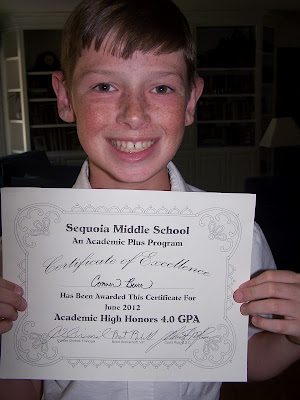 Sequoia Middle School
An Academic Plus Program
Certificate of Excellence
Has Been Awarded This Certificate For
June 2012
Academic High Honors 4.0 GPA